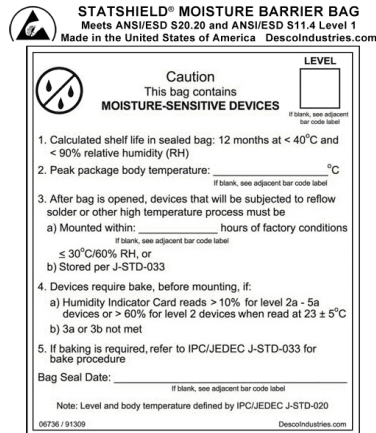 STATSHIELD® MOISTURE BARRIER BAG
Meets ANSI/ESD S20.20 and ANSI/ESD S11.4 Level 1
Made in the United States of America DescoIndustries.com
LEVEL
Caution
This bag contains
MOISTURE-SENSITIVE DEVICES
If blank, see adjacent
bar code label
1. Calculated shelf life in sealed bag: 12 months at < 40°C and
< 90% relative humidity (RH)
2. Peak package body temperature: ____________________°C
If blank, see adjacent bar code label
3. After bag is opened, devices that will be subjected to reflow
solder or other high temperature process must be
a) Mounted within: ______________ hours of factory conditions
If blank, see adjacent bar code label
≤ 30°C/60% RH, or
b) Stored per J-STD-033
4. Devices require bake, before mounting, if:
a) Humidity Indicator Card reads > 10% for level 2a - 5a
devices or > 60% for level 2 devices when read at 23 ± 5°C
b) 3a or 3b not met
5. If baking is required, refer to IPC/JEDEC J-STD-033 for
bake procedure
Bag Seal Date: ______________________________
If blank, see adjacent bar code label
Note: Level and body temperature defined by IPC/JEDEC J-STD-020
06736 / 91309 DescoIndustries.com